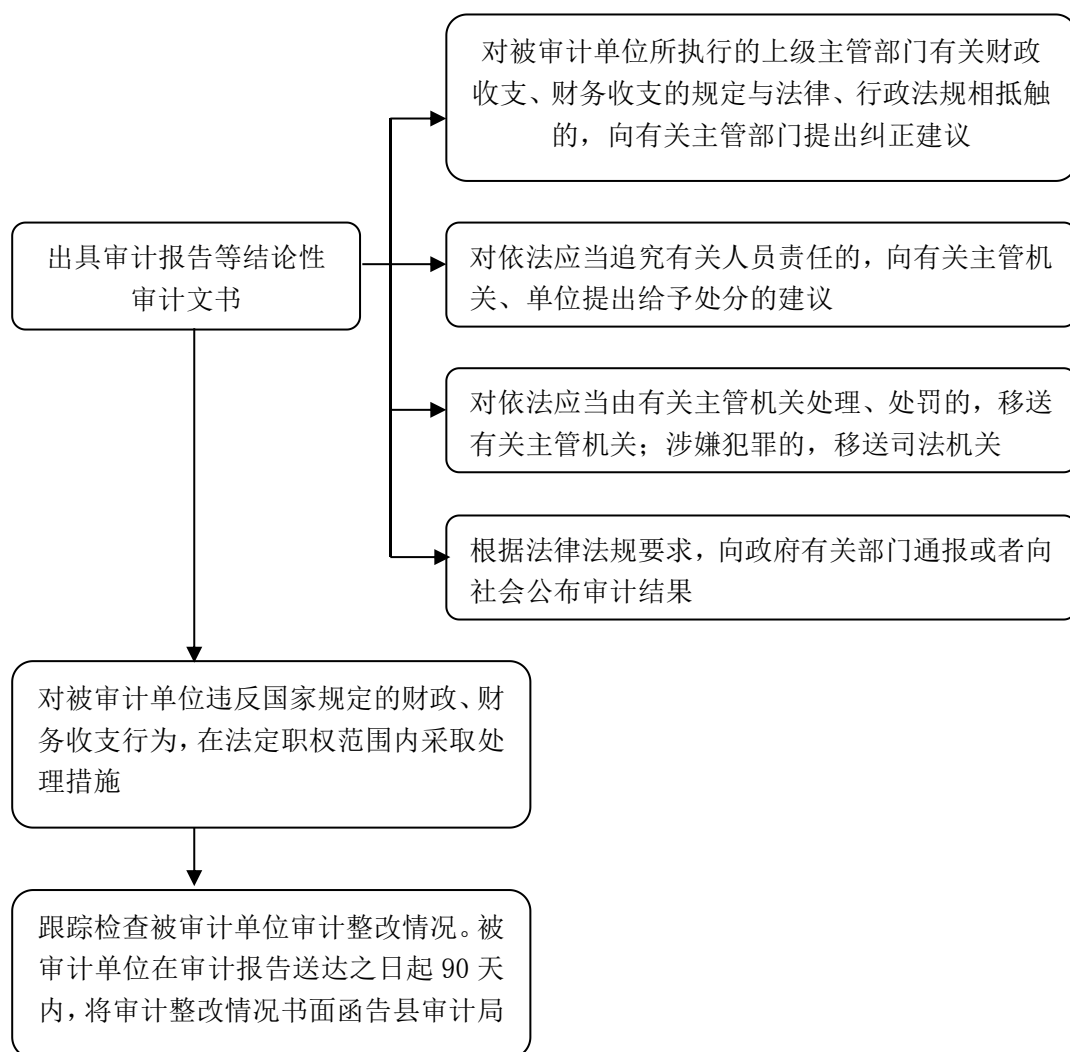 对被审计单位所执行的上级主管部门有关财政
收支、财务收支的规定与法律、行政法规相抵触
的，向有关主管部门提出纠正建议
出具审计报告等结论性
审计文书
对依法应当追究有关人员责任的，向有关主管机
关、单位提出给予处分的建议
对依法应当由有关主管机关处理、处罚的，移送
有关主管机关；涉嫌犯罪的，移送司法机关
根据法律法规要求，向政府有关部门通报或者向
社会公布审计结果
对被审计单位违反国家规定的财政、财
务收支行为，在法定职权范围内采取处
理措施
跟踪检查被审计单位审计整改情况。被
审计单位在审计报告送达之日起 90 天
内，将审计整改情况书面函告县审计局